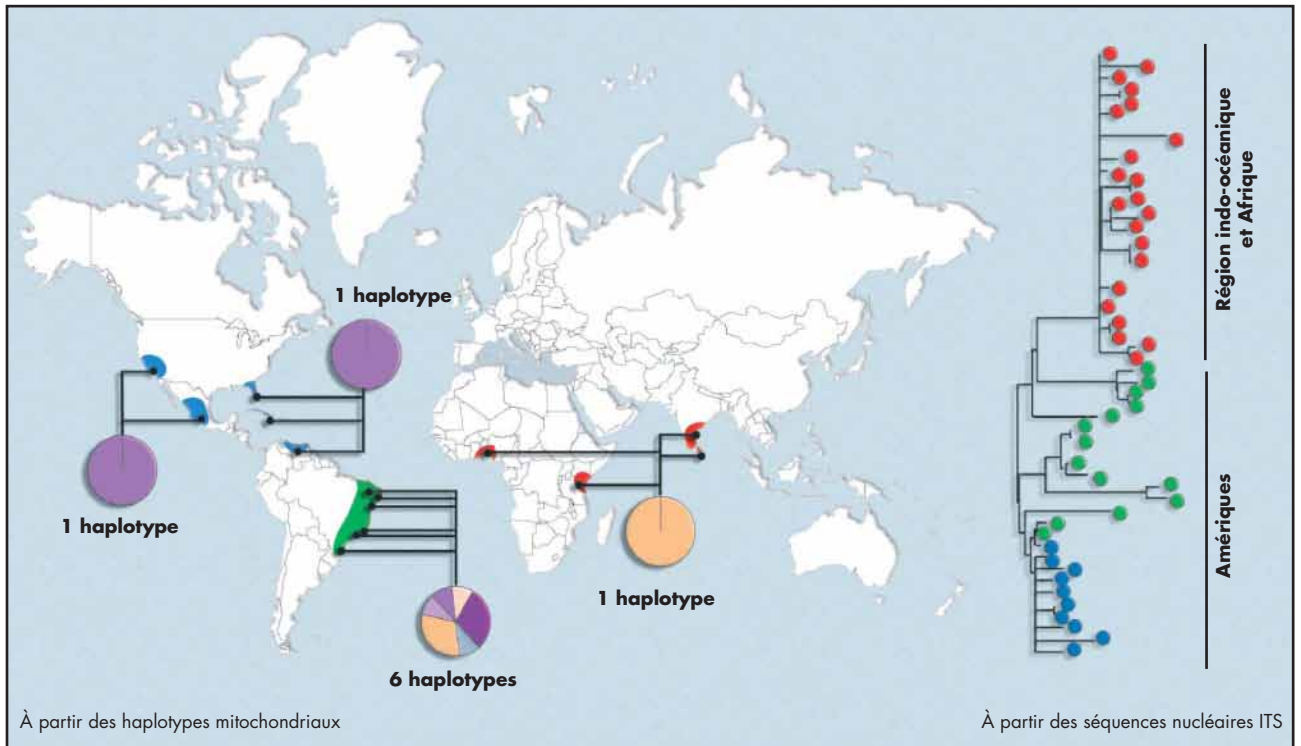 1 haplotype
1 haplotype
1 haplotype
6 haplotypes
Région indo-océanique
et Afrique
Amériques
À partir des haplotypes mitochondriaux
À partir des séquences nucléaires ITS